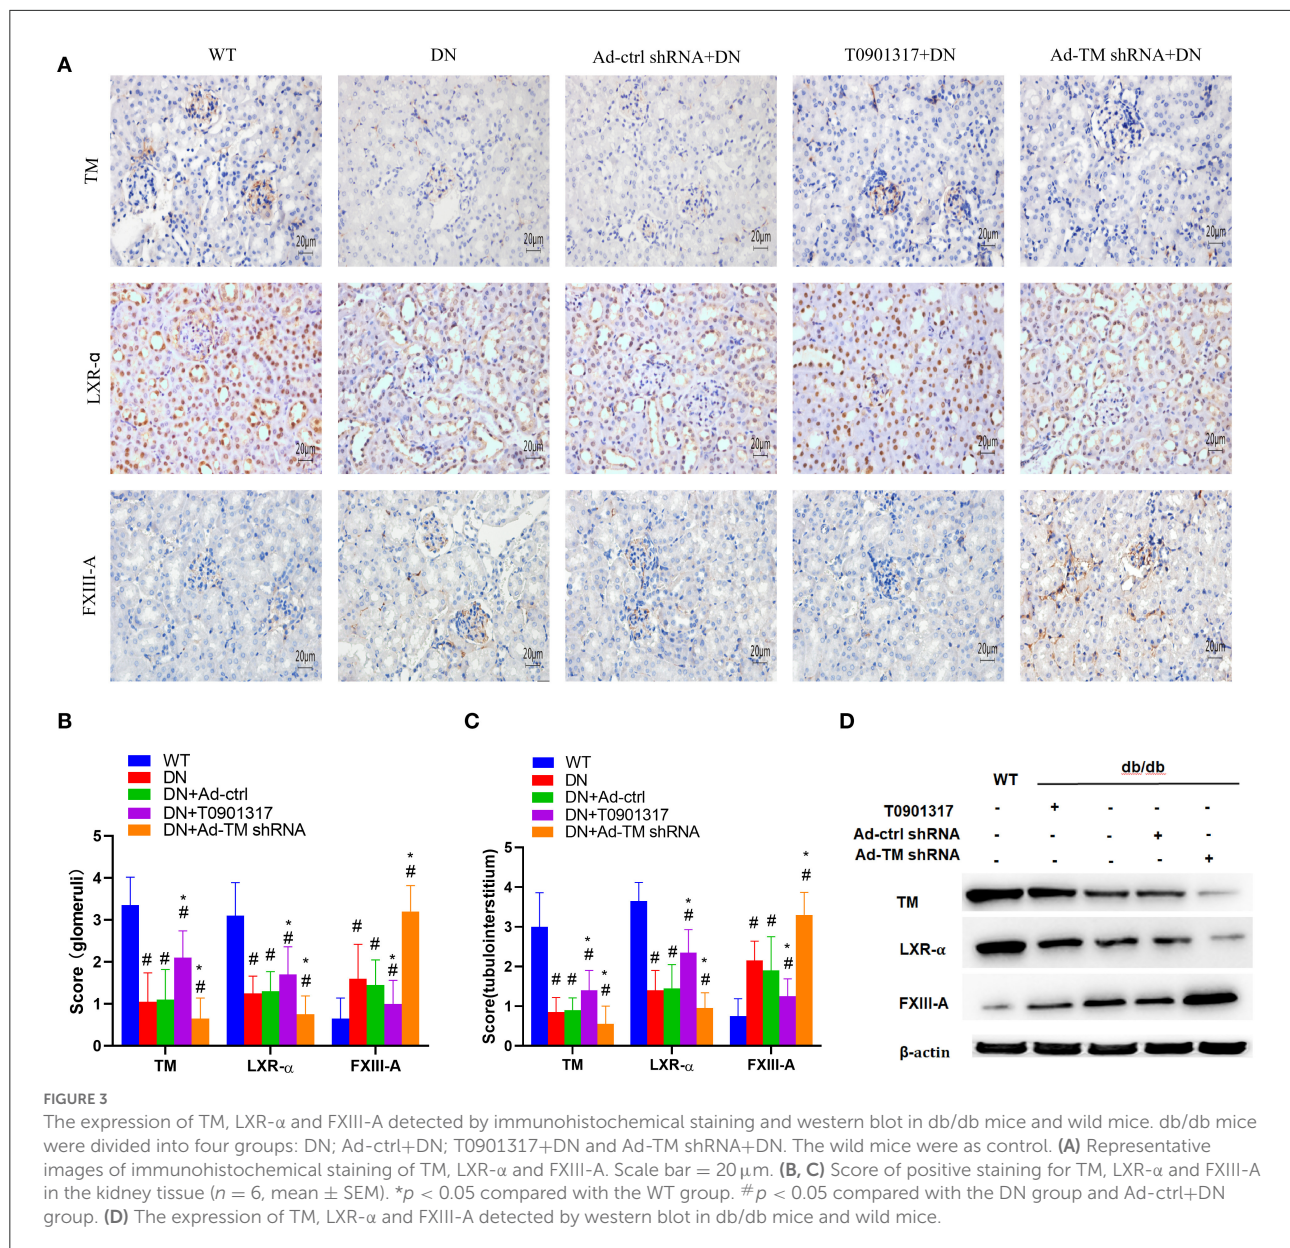 WT DN Ad-ctrl shRNA+DN T0901317+DN Ad-TM shRNA+DN
A
TM
20μm 20μm 20μm 20μm 20μm
LXR-α
20μm 20μm 20μm 20μm 20μm
FXIII-A
20μm 20μm 20μm 20μm 20μm
B
WT
DN
DN+Ad-ctrl
DN+T0901317
DN+Ad-TM shRNA
Score (glomeruli)
5
4
3
2
1
0
# # * # # # * # * # # # * # * #
TM LXR-α FXIII-A
C
WT
DN
DN+Ad-ctrl
DN+T0901317
DN+Ad-TM shRNA
Score(tubulointerstitium)
5
4
3
2
1
0
# # * # * # # # * # * # # # * # * #
TM LXR-α FXIII-A
D
WT db/db
T0901317 - + - - -
Ad-ctrl shRNA - - - + -
Ad-TM shRNA - - - - +
TM
LXR-α
FXIII-A
β-actin
FIGURE 3
The expression of TM, LXR-α and FXIII-A detected by immunohistochemical staining and western blot in db/db mice and wild mice. db/db mice
were divided into four groups: DN; Ad-ctrl+DN; T0901317+DN and Ad-TM shRNA+DN. The wild mice were as control. (A) Representative
images of immunohistochemical staining of TM, LXR-α and FXIII-A. Scale bar = 20 μm. (B, C) Score of positive staining for TM, LXR-α and FXIII-A
in the kidney tissue (n = 6, mean ± SEM). *p < 0.05 compared with the WT group. #p < 0.05 compared with the DN group and Ad-ctrl+DN
group. (D) The expression of TM, LXR-α and FXIII-A detected by western blot in db/db mice and wild mice.